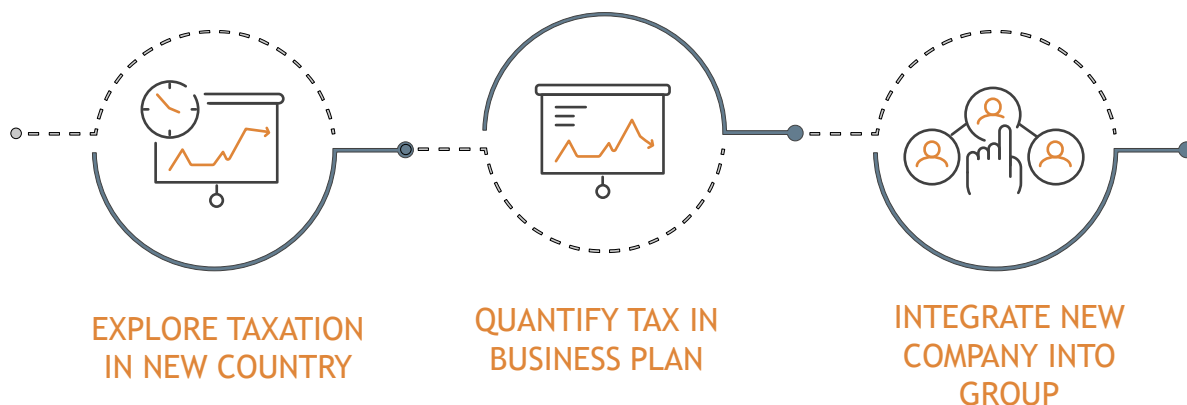 EXPLORE TAXATION
IN NEW COUNTRY
QUANTIFY TAX IN
BUSINESS PLAN
INTEGRATE NEW
COMPANY INTO
GROUP